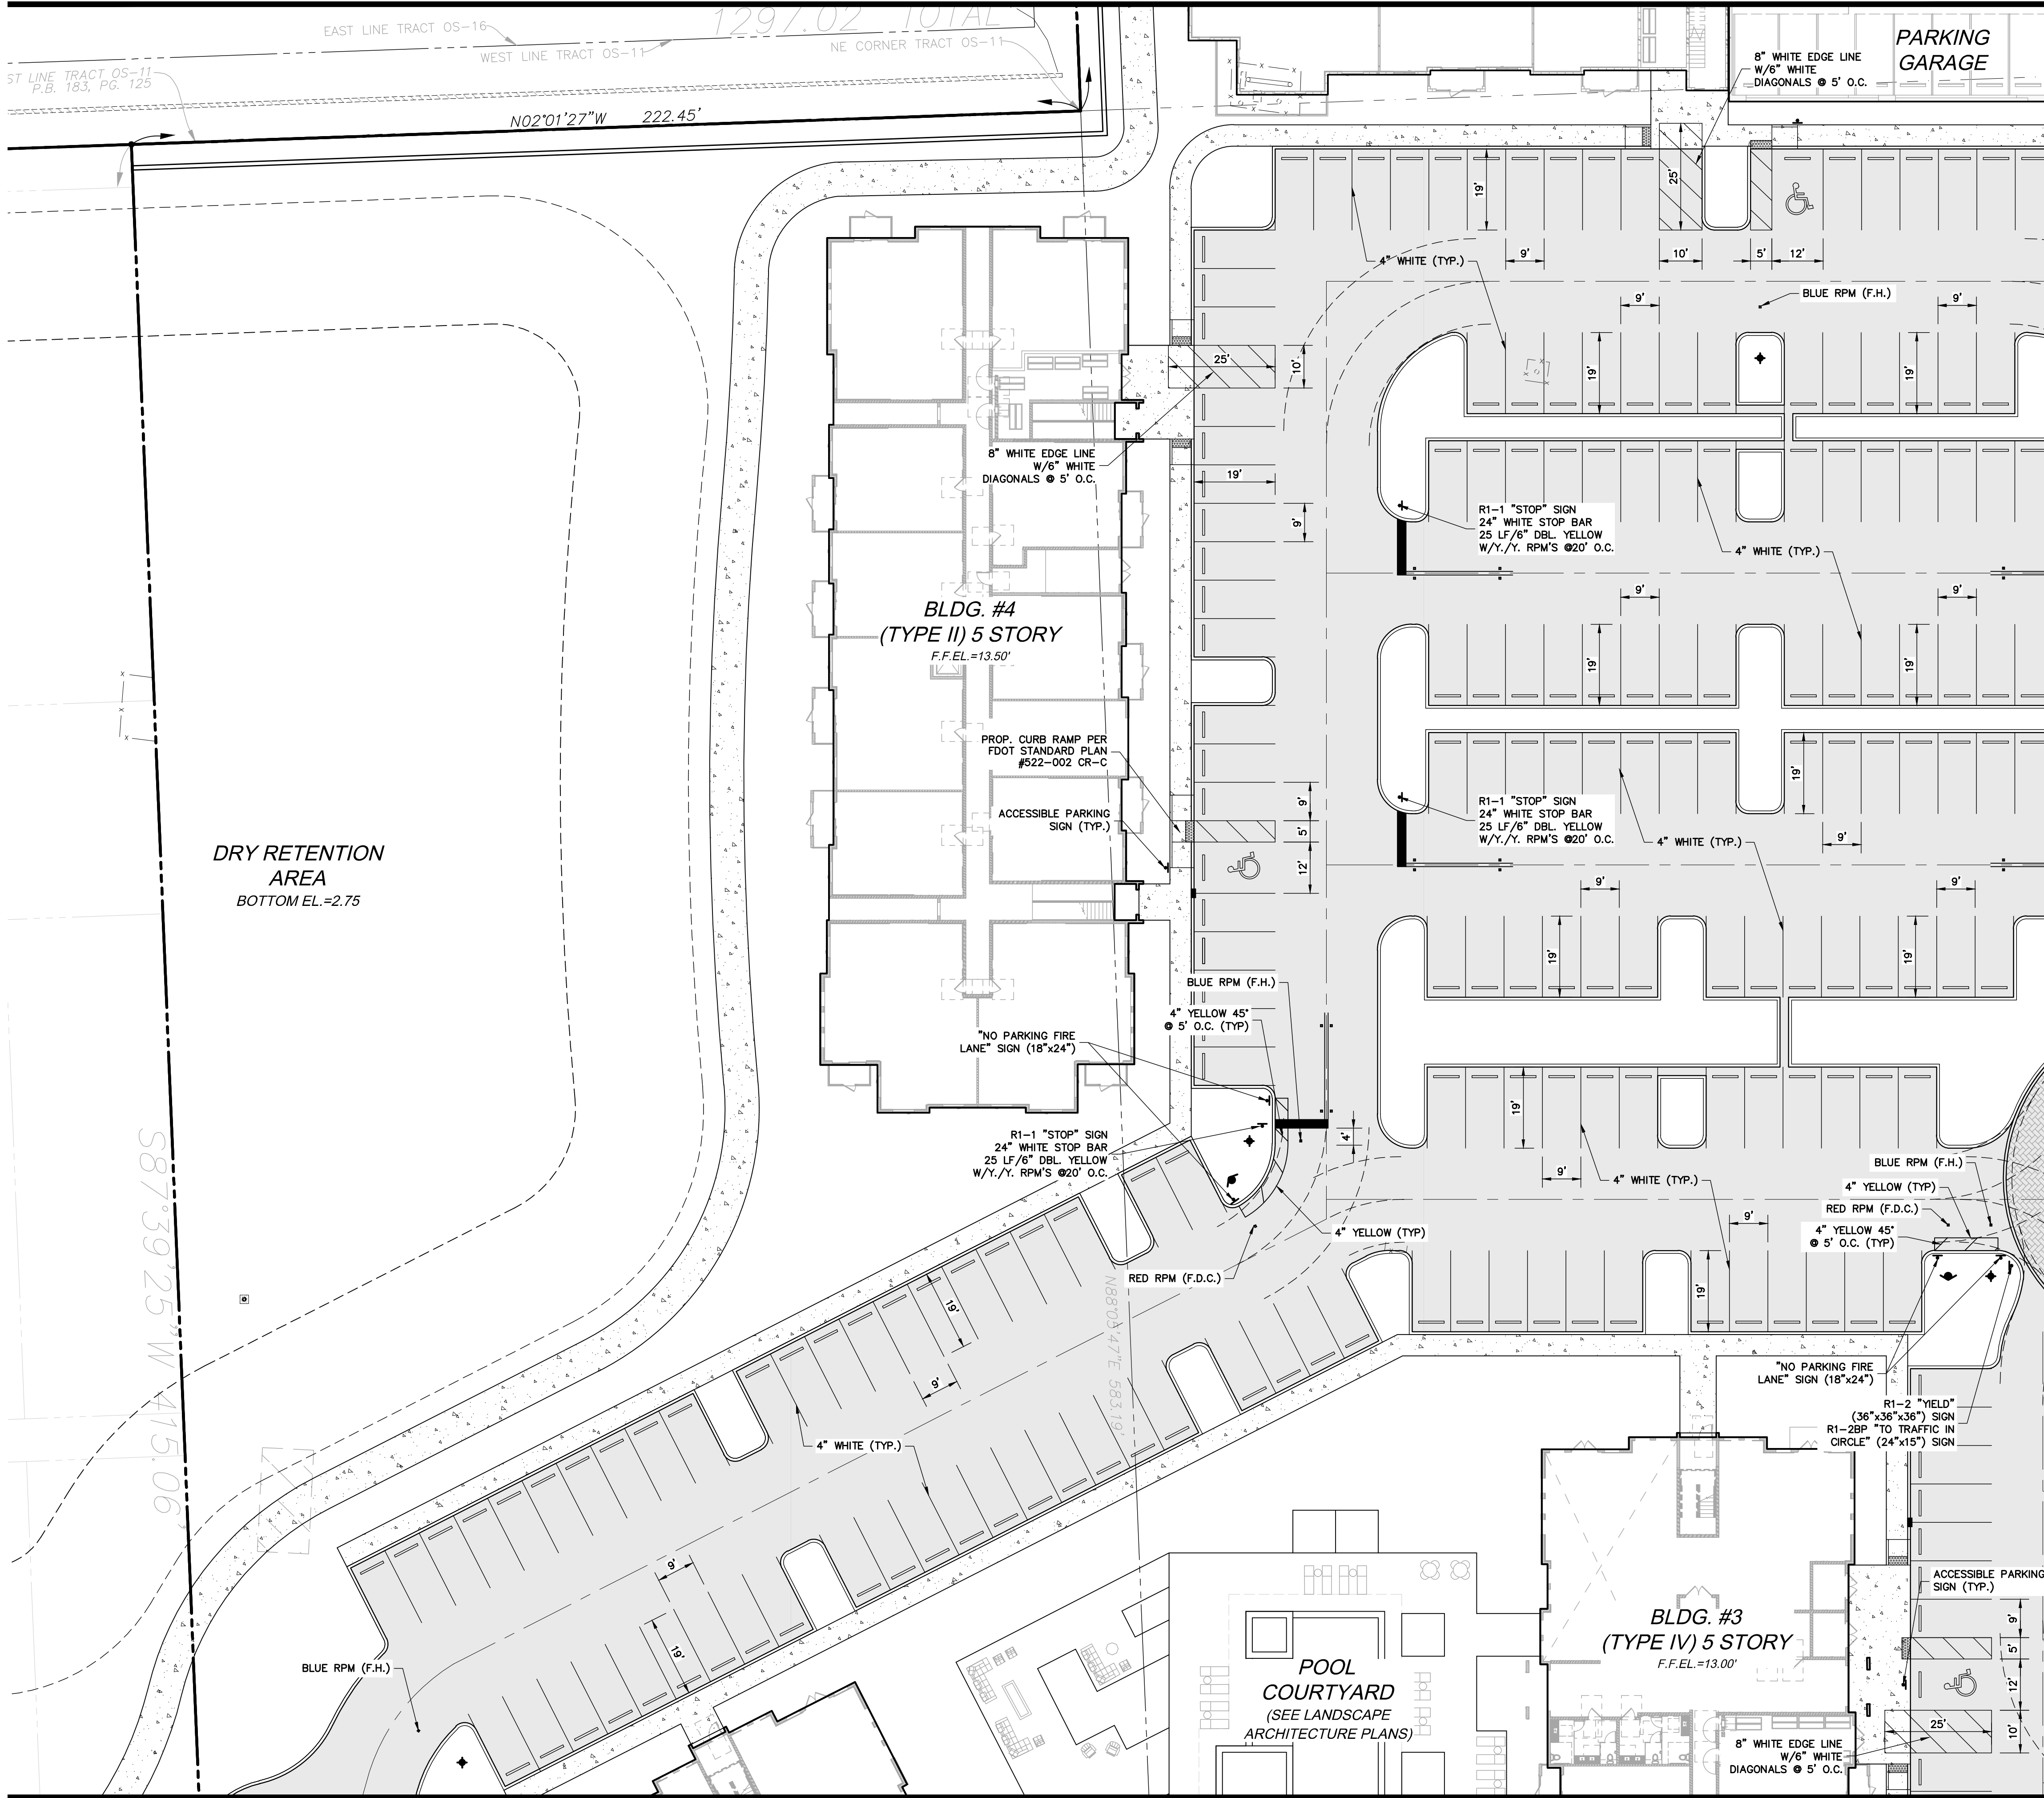 1297.02 TOTAL
EAST LINE TRACT OS-16
WEST LINE TRACT OS-11
NE CORNER TRACT OS-11
ST LINE TRACT OS-11
P.B. 183, PG. 125
N02°01'27"W 222.45'
PARKING
GARAGE
8" WHITE EDGE LINE
W/6" WHITE
DIAGONALS @ 5' O.C.
25'
19'
4" WHITE (TYP.)
9'
10'
5'
12'
BLUE RPM (F.H.)
9'
9'
19'
19'
25'
10'
8" WHITE EDGE LINE
W/6" WHITE
DIAGONALS @ 5' O.C.
19'
9'
R1-1 "STOP" SIGN
24" WHITE STOP BAR
25 LF/6" DBL. YELLOW
W/Y./Y. RPM'S @20' O.C.
4" WHITE (TYP.)
9'
9'
BLDG. #4
(TYPE II) 5 STORY
F.F.EL.=13.50'
19'
19'
PROP. CURB RAMP PER
FDOT STANDARD PLAN
#522-002 CR-C
19'
ACCESSIBLE PARKING
SIGN (TYP.)
9'
5'
12'
R1-1 "STOP" SIGN
24" WHITE STOP BAR
25 LF/6" DBL. YELLOW
W/Y./Y. RPM'S @20' O.C.
4" WHITE (TYP.)
9'
DRY RETENTION
AREA
BOTTOM EL.=2.75
9'
9'
19'
19'
BLUE RPM (F.H.)
4" YELLOW 45°
@ 5' O.C. (TYP)
"NO PARKING FIRE
LANE" SIGN (18"x24")
19'
R1-1 "STOP" SIGN
24" WHITE STOP BAR
25 LF/6" DBL. YELLOW
W/Y./Y. RPM'S @20' O.C.
4'
9'
4" WHITE (TYP.)
BLUE RPM (F.H.)
4" YELLOW (TYP)
RED RPM (F.D.C.)
4" YELLOW 45°
@ 5' O.C. (TYP)
9'
4" YELLOW (TYP)
RED RPM (F.D.C.)
19'
S87°39'25"W 415.06'
N88°05'47"E 583.19'
19'
9'
4" WHITE (TYP.)
"NO PARKING FIRE
LANE" SIGN (18"x24")
R1-2 "YIELD"
(36"x36"x36") SIGN
R1-2BP "TO TRAFFIC IN
CIRCLE" (24"x15") SIGN
9'
19'
BLUE RPM (F.H.)
POOL
COURTYARD
(SEE LANDSCAPE
ARCHITECTURE PLANS)
BLDG. #3
(TYPE IV) 5 STORY
F.F.EL.=13.00'
ACCESSIBLE PARKING
SIGN (TYP.)
9'
5'
12'
10'
25'
8" WHITE EDGE LINE
W/6" WHITE
DIAGONALS @ 5' O.C.